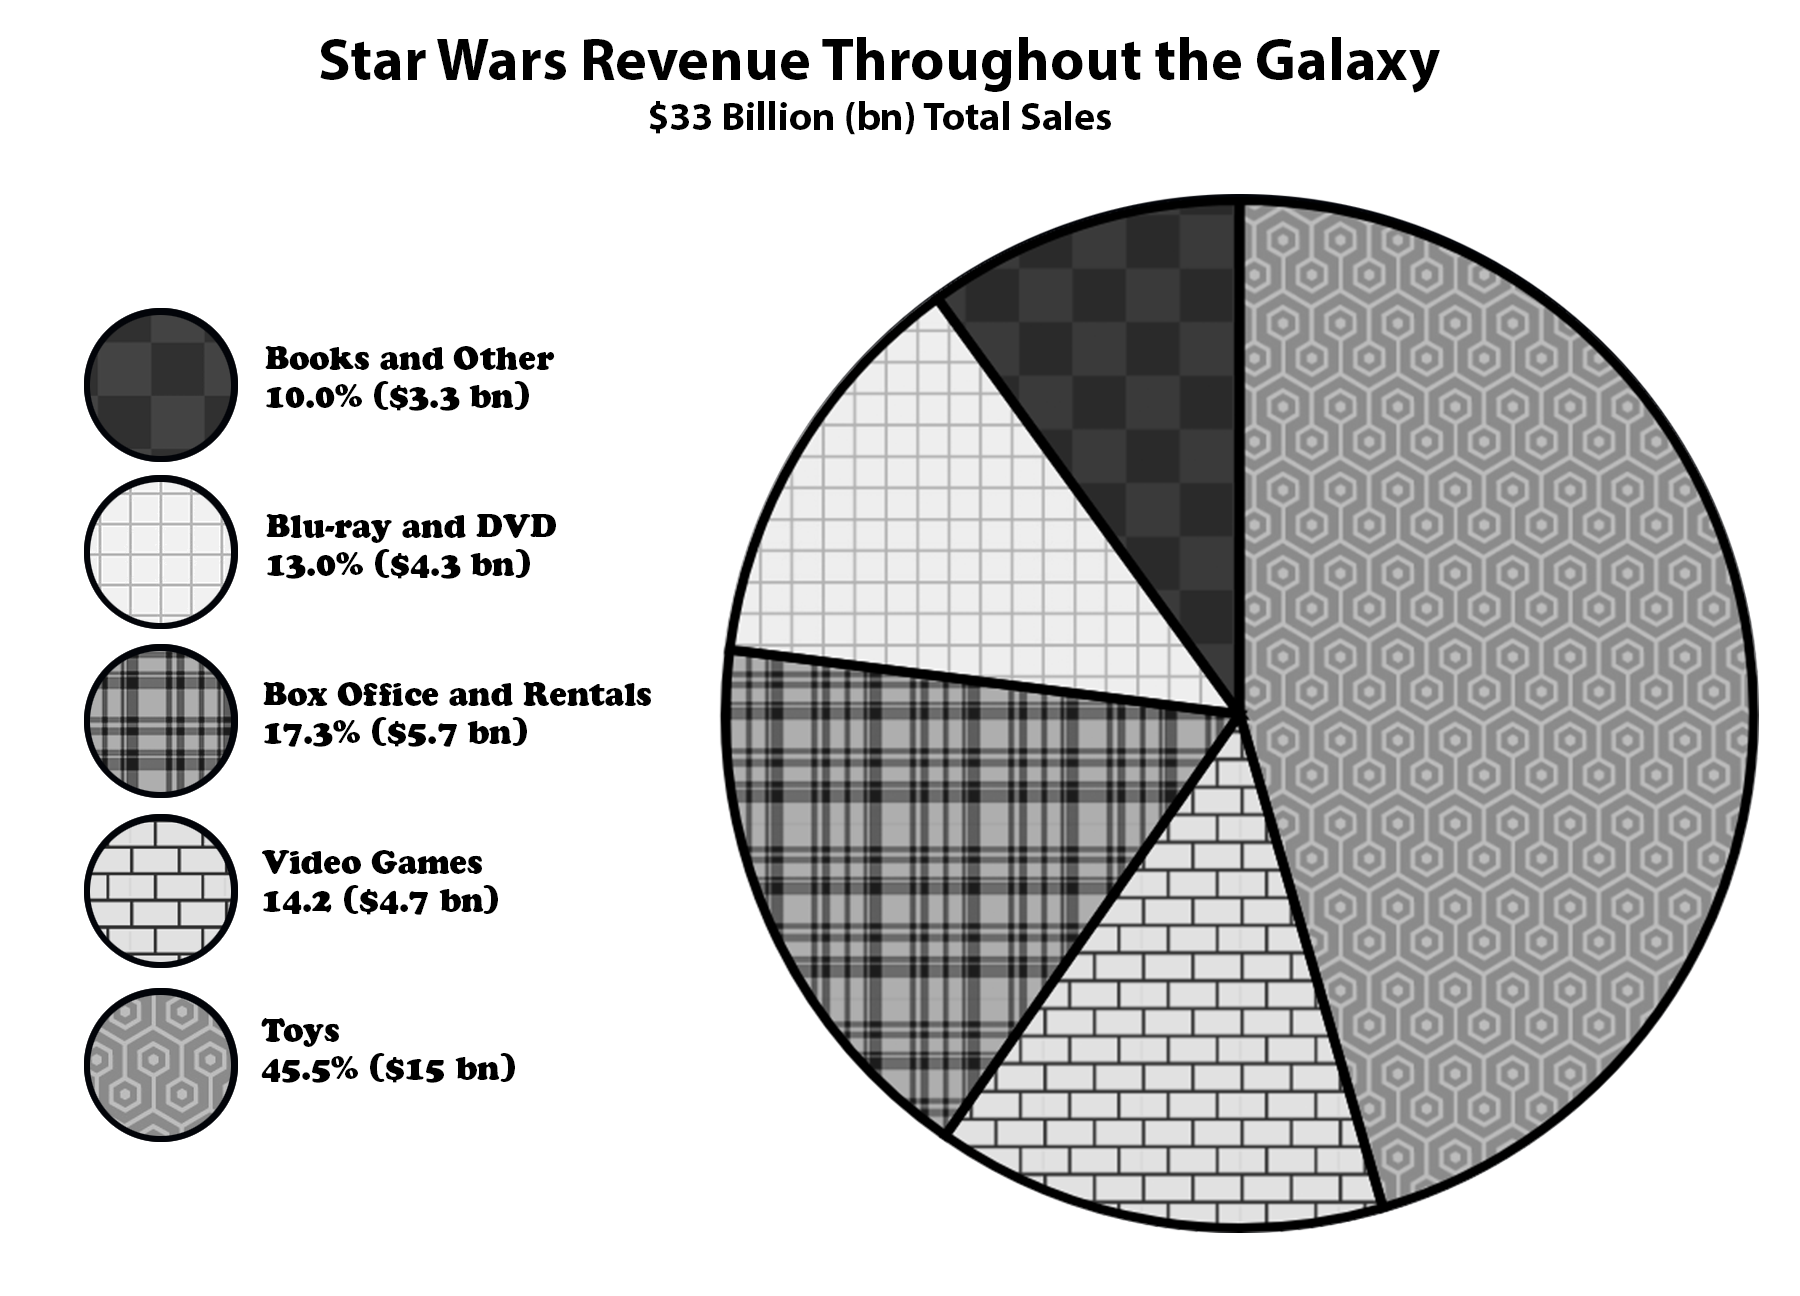 Star Wars Revenue Throughout the Galaxy
$33 Billion (bn) Total Sales
Books and Other
10.0% ($3.3 bn)
Blu-ray and DVD
13.0% ($4.3 bn)
Box Office and Rentals
17.3% ($5.7 bn)
Video Games
14.2 ($4.7 bn)
Toys
45.5% ($15 bn)